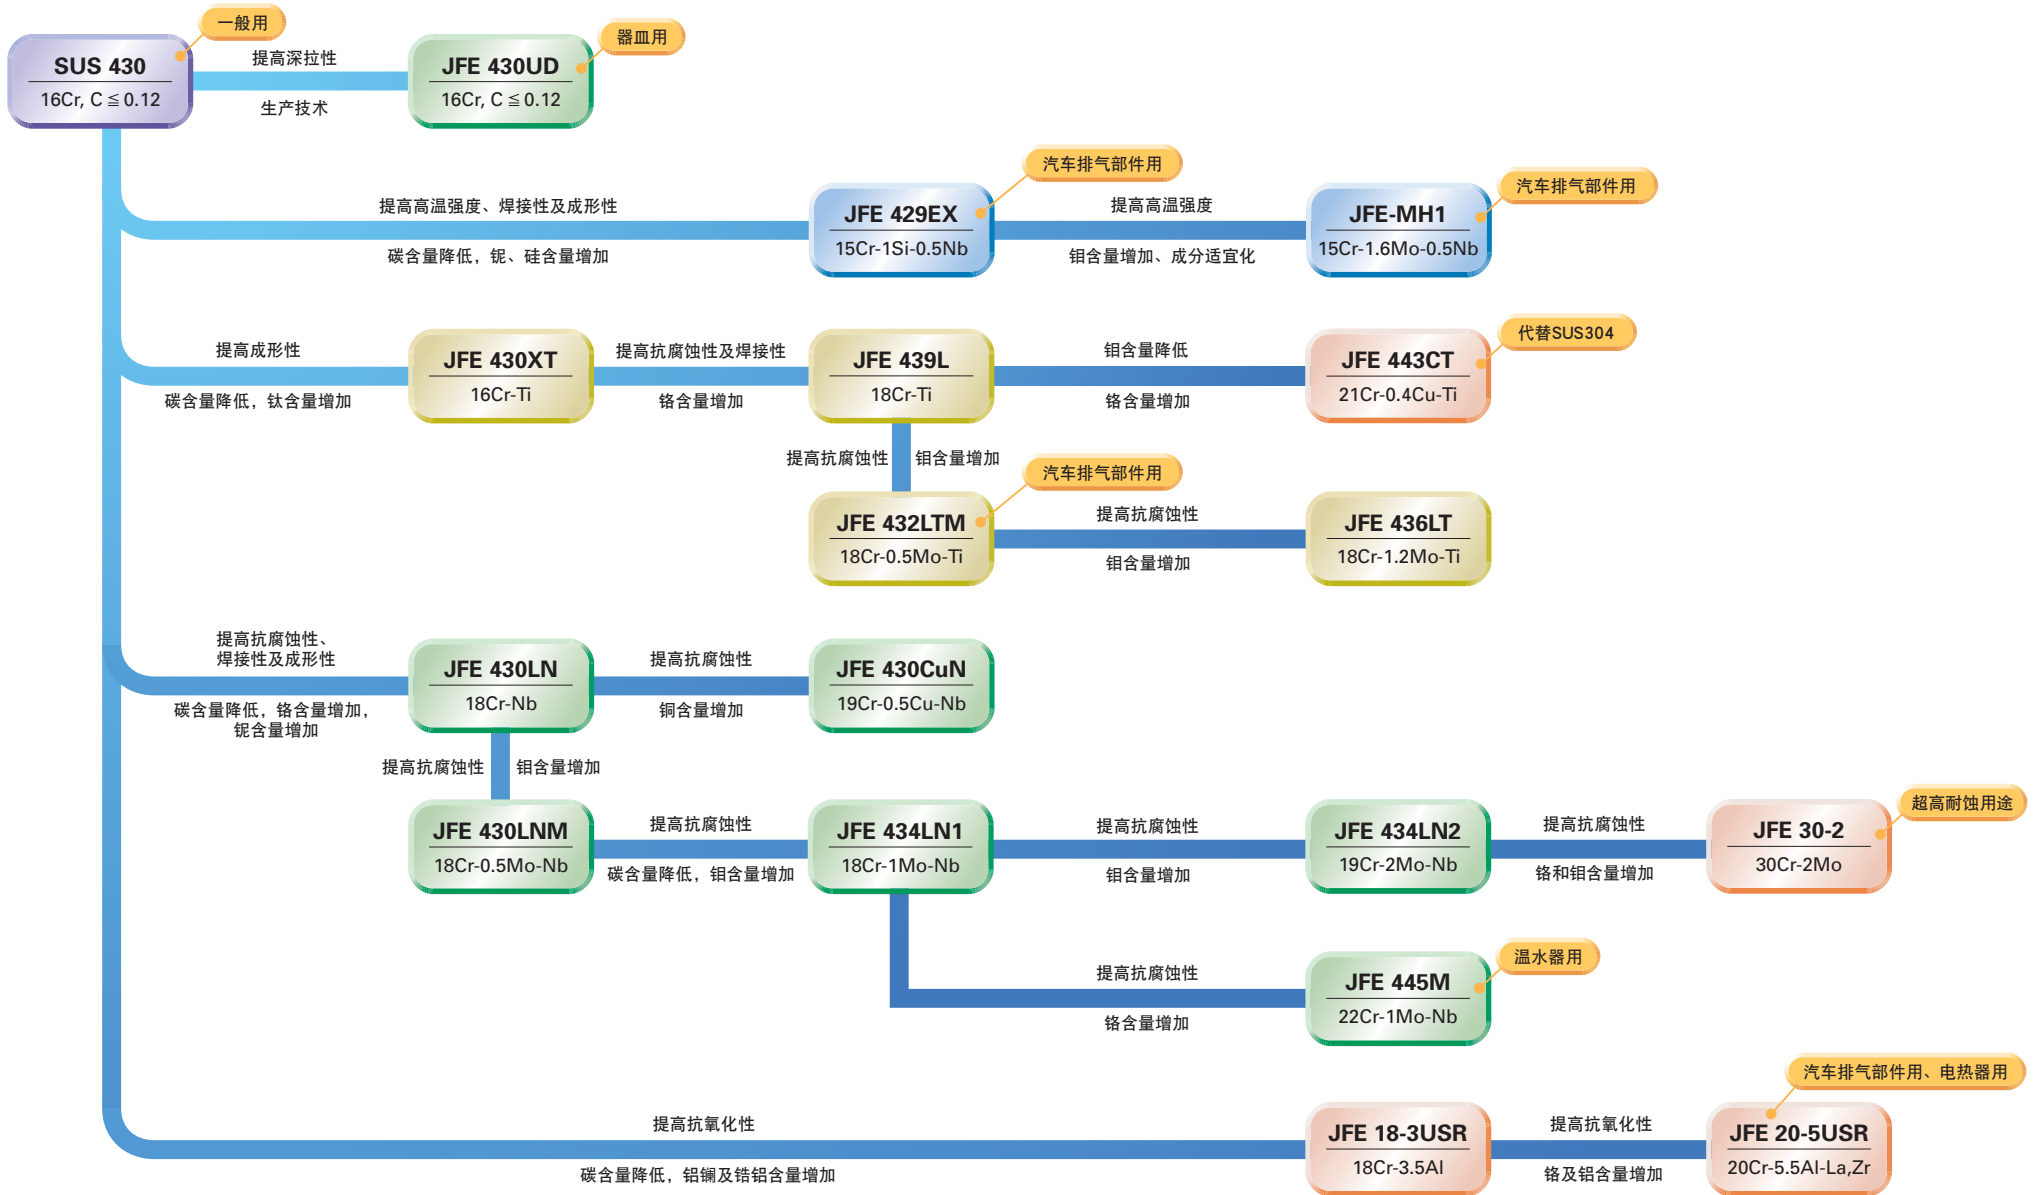 一般用
SUS 430
16Cr, C ≦ 0.12
提高深拉性
生产技术
器皿用
JFE 430UD
16Cr, C ≦ 0.12
提高高温强度、焊接性及成形性
碳含量降低，铌、硅含量增加
汽车排气部件用
JFE 429EX
15Cr-1Si-0.5Nb
提高高温强度
钼含量增加、成分适宜化
汽车排气部件用
JFE-MH1
15Cr-1.6Mo-0.5Nb
提高成形性
碳含量降低，钛含量增加
JFE 430XT
16Cr-Ti
提高抗腐蚀性及焊接性
铬含量增加
JFE 439L
18Cr-Ti
钼含量降低
铬含量增加
代替SUS304
JFE 443CT
21Cr-0.4Cu-Ti
提高抗腐蚀性
钼含量增加
汽车排气部件用
JFE 432LTM
18Cr-0.5Mo-Ti
提高抗腐蚀性
钼含量增加
JFE 436LT
18Cr-1.2Mo-Ti
提高抗腐蚀性、
焊接性及成形性
碳含量降低，铬含量增加，
铌含量增加
JFE 430LN
18Cr-Nb
提高抗腐蚀性
铜含量增加
JFE 430CuN
19Cr-0.5Cu-Nb
提高抗腐蚀性
钼含量增加
JFE 430LNM
18Cr-0.5Mo-Nb
提高抗腐蚀性
碳含量降低，钼含量增加
JFE 434LN1
18Cr-1Mo-Nb
提高抗腐蚀性
钼含量增加
JFE 434LN2
19Cr-2Mo-Nb
提高抗腐蚀性
铬和钼含量增加
超高耐蚀用途
JFE 30-2
30Cr-2Mo
提高抗腐蚀性
铬含量增加
温水器用
JFE 445M
22Cr-1Mo-Nb
提高抗氧化性
碳含量降低，铝镧及锆铝含量增加
JFE 18-3USR
18Cr-3.5Al
提高抗氧化性
铬及铝含量增加
汽车排气部件用、电热器用
JFE 20-5USR
20Cr-5.5Al-La,Zr